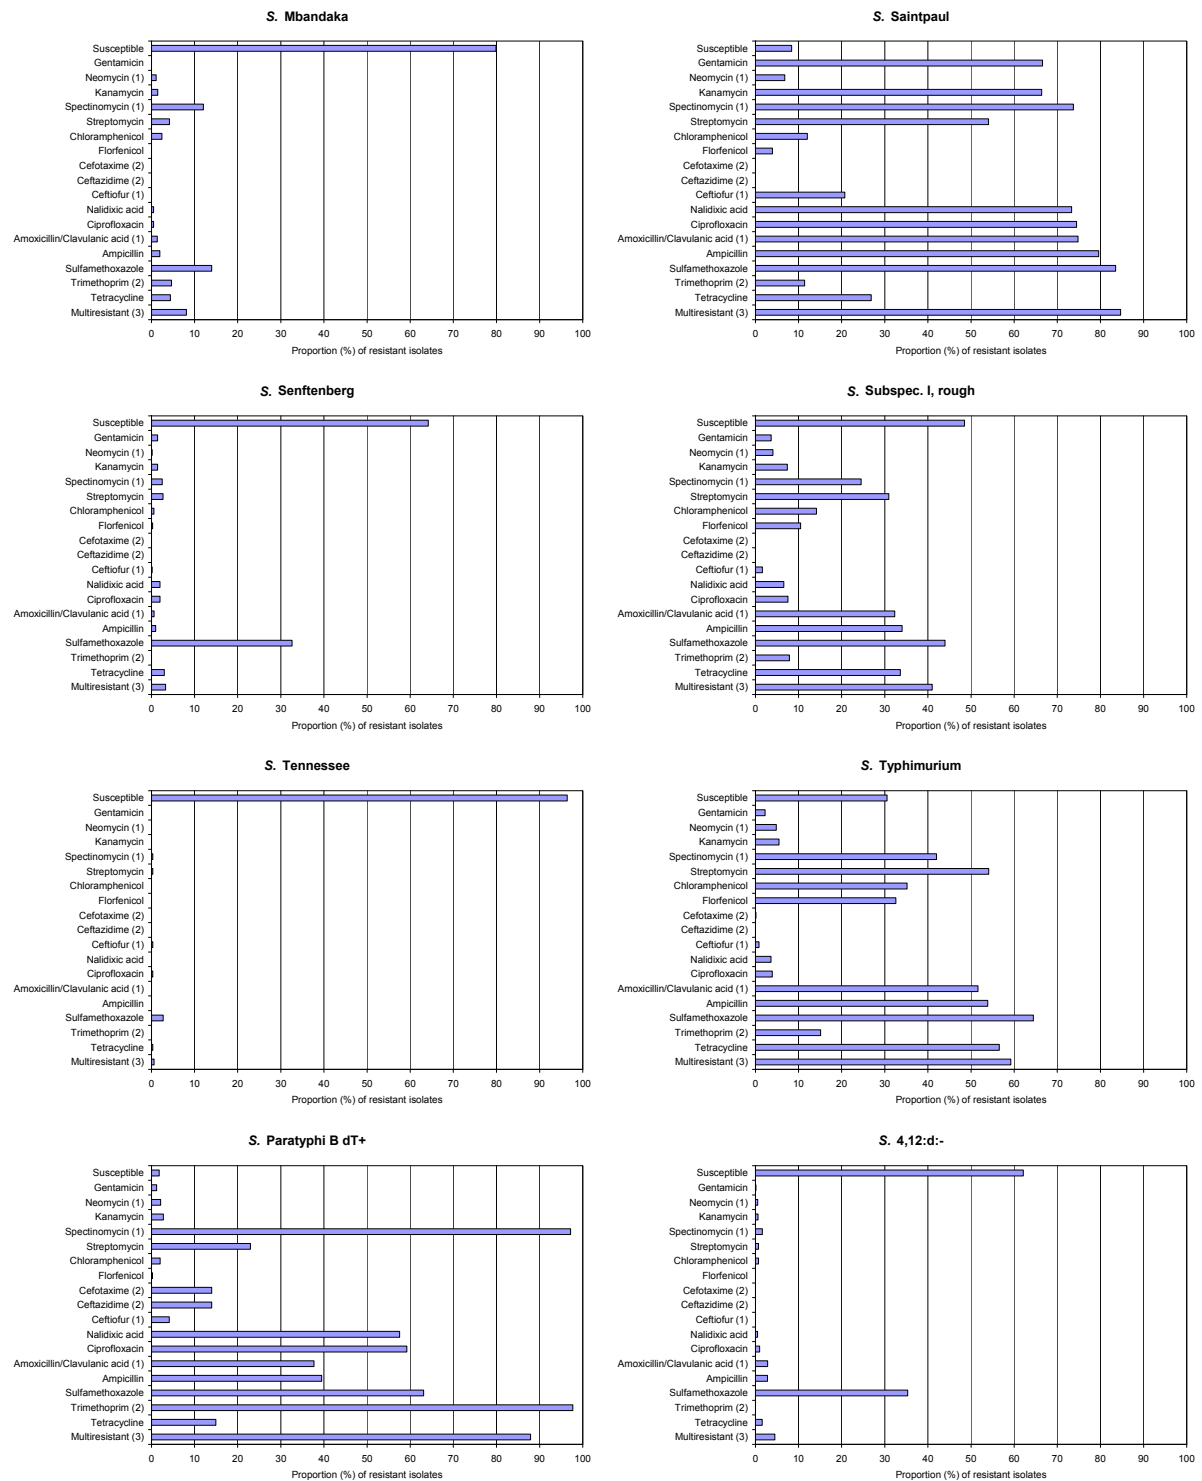 S. Mbandaka
Susceptible
Gentamicin
Neomycin (1)
Kanamycin
Spectinomycin (1)
Streptomycin
Chloramphenicol
Florfenicol
Cefotaxime (2)
Ceftazidime (2)
Ceftiofur (1)
Nalidixic acid
Ciprofloxacin
Amoxicillin/Clavulanic acid (1)
Ampicillin
Sulfamethoxazole
Trimethoprim (2)
Tetracycline
Multiresistant (3)
0 10 20 30 40 50 60 70 80 90 100
Proportion (%) of resistant isolates
S. Saintpaul
Susceptible
Gentamicin
Neomycin (1)
Kanamycin
Spectinomycin (1)
Streptomycin
Chloramphenicol
Florfenicol
Cefotaxime (2)
Ceftazidime (2)
Ceftiofur (1)
Nalidixic acid
Ciprofloxacin
Amoxicillin/Clavulanic acid (1)
Ampicillin
Sulfamethoxazole
Trimethoprim (2)
Tetracycline
Multiresistant (3)
0 10 20 30 40 50 60 70 80 90 100
Proportion (%) of resistant isolates
S. Senftenberg
Susceptible
Gentamicin
Neomycin (1)
Kanamycin
Spectinomycin (1)
Streptomycin
Chloramphenicol
Florfenicol
Cefotaxime (2)
Ceftazidime (2)
Ceftiofur (1)
Nalidixic acid
Ciprofloxacin
Amoxicillin/Clavulanic acid (1)
Ampicillin
Sulfamethoxazole
Trimethoprim (2)
Tetracycline
Multiresistant (3)
0 10 20 30 40 50 60 70 80 90 100
Proportion (%) of resistant isolates
S. Subspec. I, rough
Susceptible
Gentamicin
Neomycin (1)
Kanamycin
Spectinomycin (1)
Streptomycin
Chloramphenicol
Florfenicol
Cefotaxime (2)
Ceftazidime (2)
Ceftiofur (1)
Nalidixic acid
Ciprofloxacin
Amoxicillin/Clavulanic acid (1)
Ampicillin
Sulfamethoxazole
Trimethoprim (2)
Tetracycline
Multiresistant (3)
0 10 20 30 40 50 60 70 80 90 100
Proportion (%) of resistant isolates
S. Tennessee
Susceptible
Gentamicin
Neomycin (1)
Kanamycin
Spectinomycin (1)
Streptomycin
Chloramphenicol
Florfenicol
Cefotaxime (2)
Ceftazidime (2)
Ceftiofur (1)
Nalidixic acid
Ciprofloxacin
Amoxicillin/Clavulanic acid (1)
Ampicillin
Sulfamethoxazole
Trimethoprim (2)
Tetracycline
Multiresistant (3)
0 10 20 30 40 50 60 70 80 90 100
Proportion (%) of resistant isolates
S. Typhimurium
Susceptible
Gentamicin
Neomycin (1)
Kanamycin
Spectinomycin (1)
Streptomycin
Chloramphenicol
Florfenicol
Cefotaxime (2)
Ceftazidime (2)
Ceftiofur (1)
Nalidixic acid
Ciprofloxacin
Amoxicillin/Clavulanic acid (1)
Ampicillin
Sulfamethoxazole
Trimethoprim (2)
Tetracycline
Multiresistant (3)
0 10 20 30 40 50 60 70 80 90 100
Proportion (%) of resistant isolates
S. Paratyphi B dT+
Susceptible
Gentamicin
Neomycin (1)
Kanamycin
Spectinomycin (1)
Streptomycin
Chloramphenicol
Florfenicol
Cefotaxime (2)
Ceftazidime (2)
Ceftiofur (1)
Nalidixic acid
Ciprofloxacin
Amoxicillin/Clavulanic acid (1)
Ampicillin
Sulfamethoxazole
Trimethoprim (2)
Tetracycline
Multiresistant (3)
0 10 20 30 40 50 60 70 80 90 100
Proportion (%) of resistant isolates
S. 4,12:d:-
Susceptible
Gentamicin
Neomycin (1)
Kanamycin
Spectinomycin (1)
Streptomycin
Chloramphenicol
Florfenicol
Cefotaxime (2)
Ceftazidime (2)
Ceftiofur (1)
Nalidixic acid
Ciprofloxacin
Amoxicillin/Clavulanic acid (1)
Ampicillin
Sulfamethoxazole
Trimethoprim (2)
Tetracycline
Multiresistant (3)
0 10 20 30 40 50 60 70 80 90 100
Proportion (%) of resistant isolates